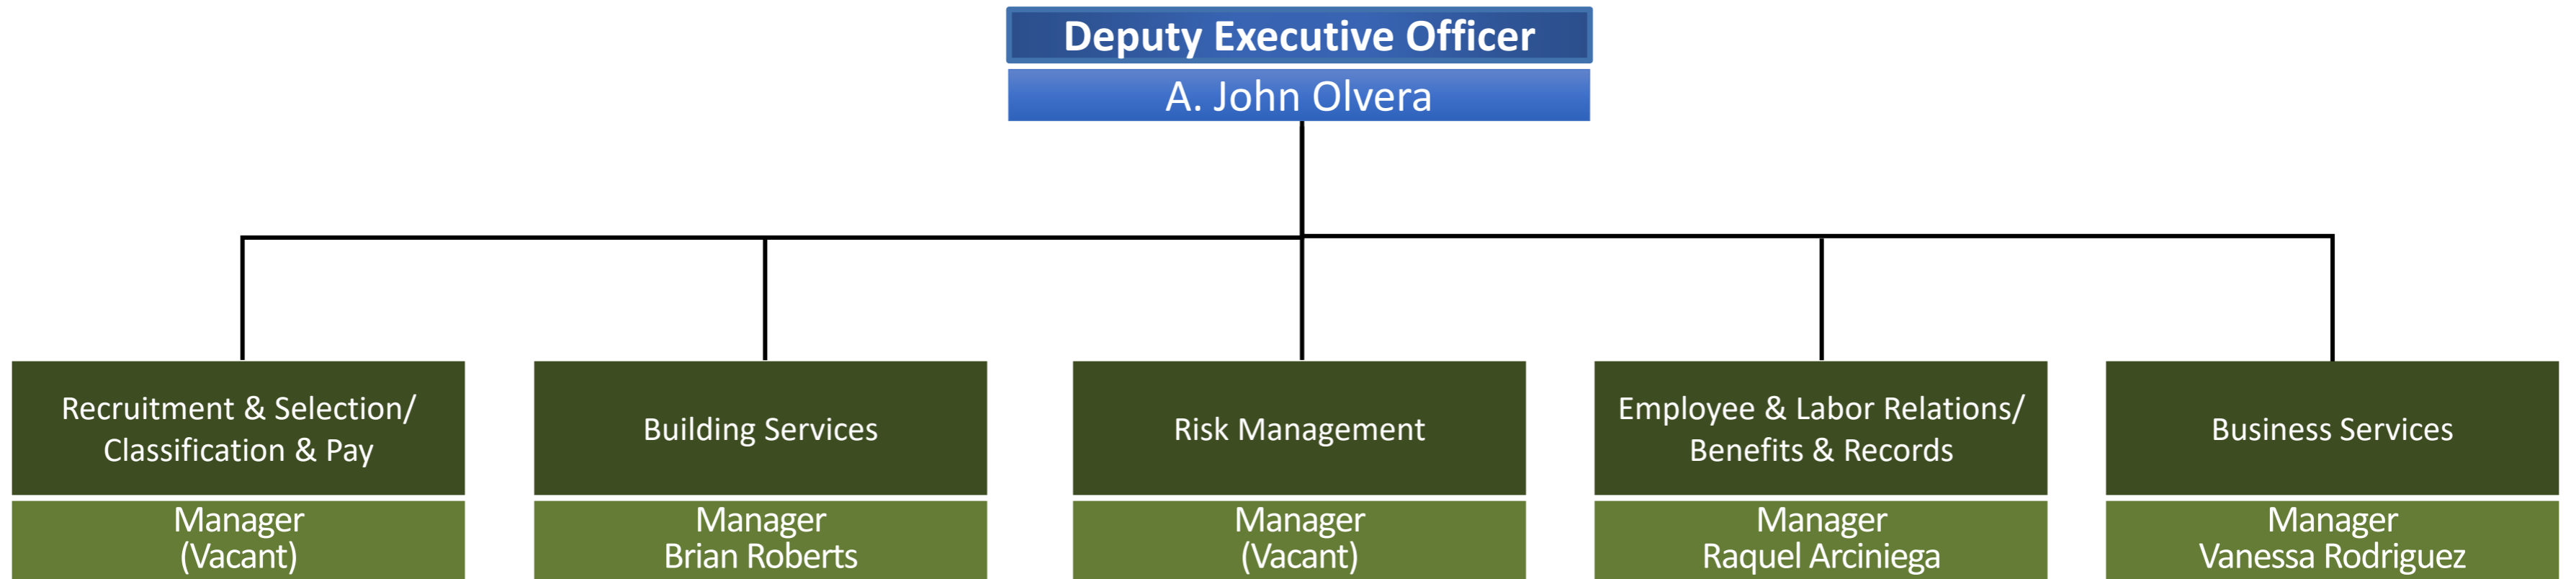 Deputy Executive Officer
A. John Olvera
Recruitment & Selection/
Classification & Pay
Manager
(Vacant)
Building Services
Manager
Brian Roberts
Risk Management
Manager
(Vacant)
Employee & Labor Relations/
Benefits & Records
Manager
Raquel Arciniega
Business Services
Manager
Vanessa Rodriguez